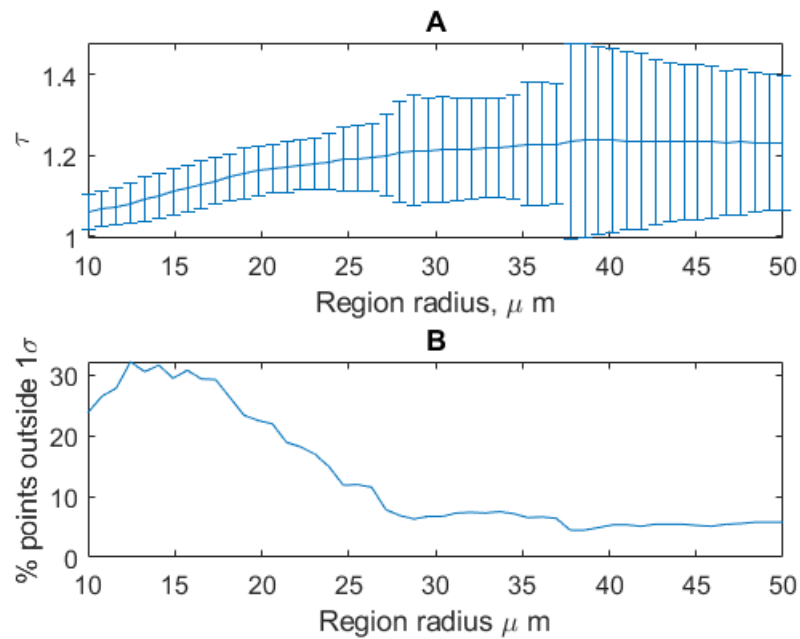 A
τ
1.4
1.2
1
10 15 20 25 30 35 40 45 50
Region radius, μ m
B
% points outside 1σ
30
20
10
0
10 15 20 25 30 35 40 45 50
Region radius μ m